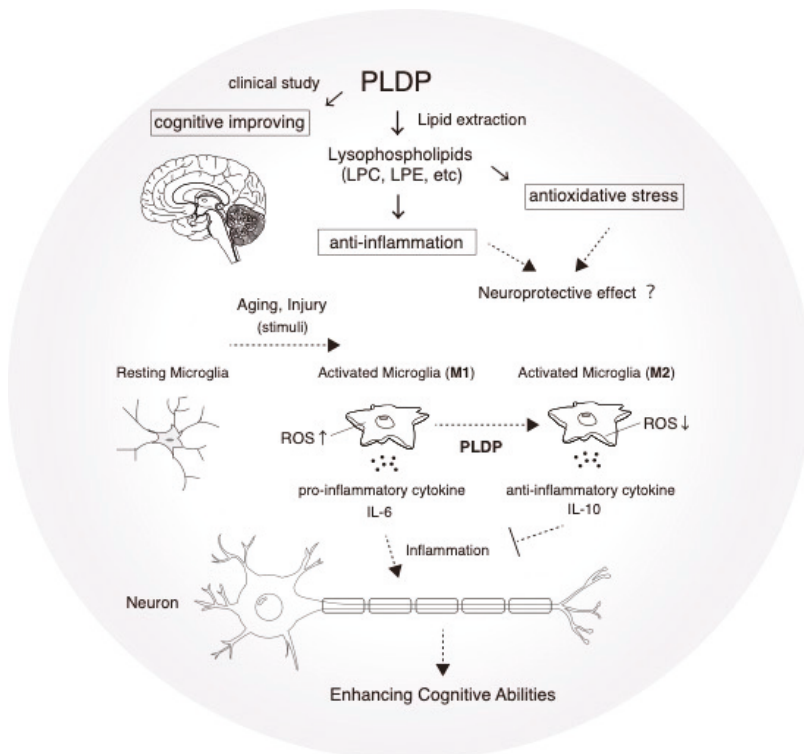 clinical study
PLDP
cognitive improving
Lipid extraction
Lysophospholipids
(LPC, LPE, etc)
antioxidative stress
anti-inflammation
Neuroprotective effect ?
Aging, Injury
(stimuli)
Resting Microglia
Activated Microglia (M1)
Activated Microglia (M2)
ROS↑
PLDP
ROS↓
pro-inflammatory cytokine
IL-6
anti-inflammatory cytokine
IL-10
Inflammation
Neuron
Enhancing Cognitive Abilities